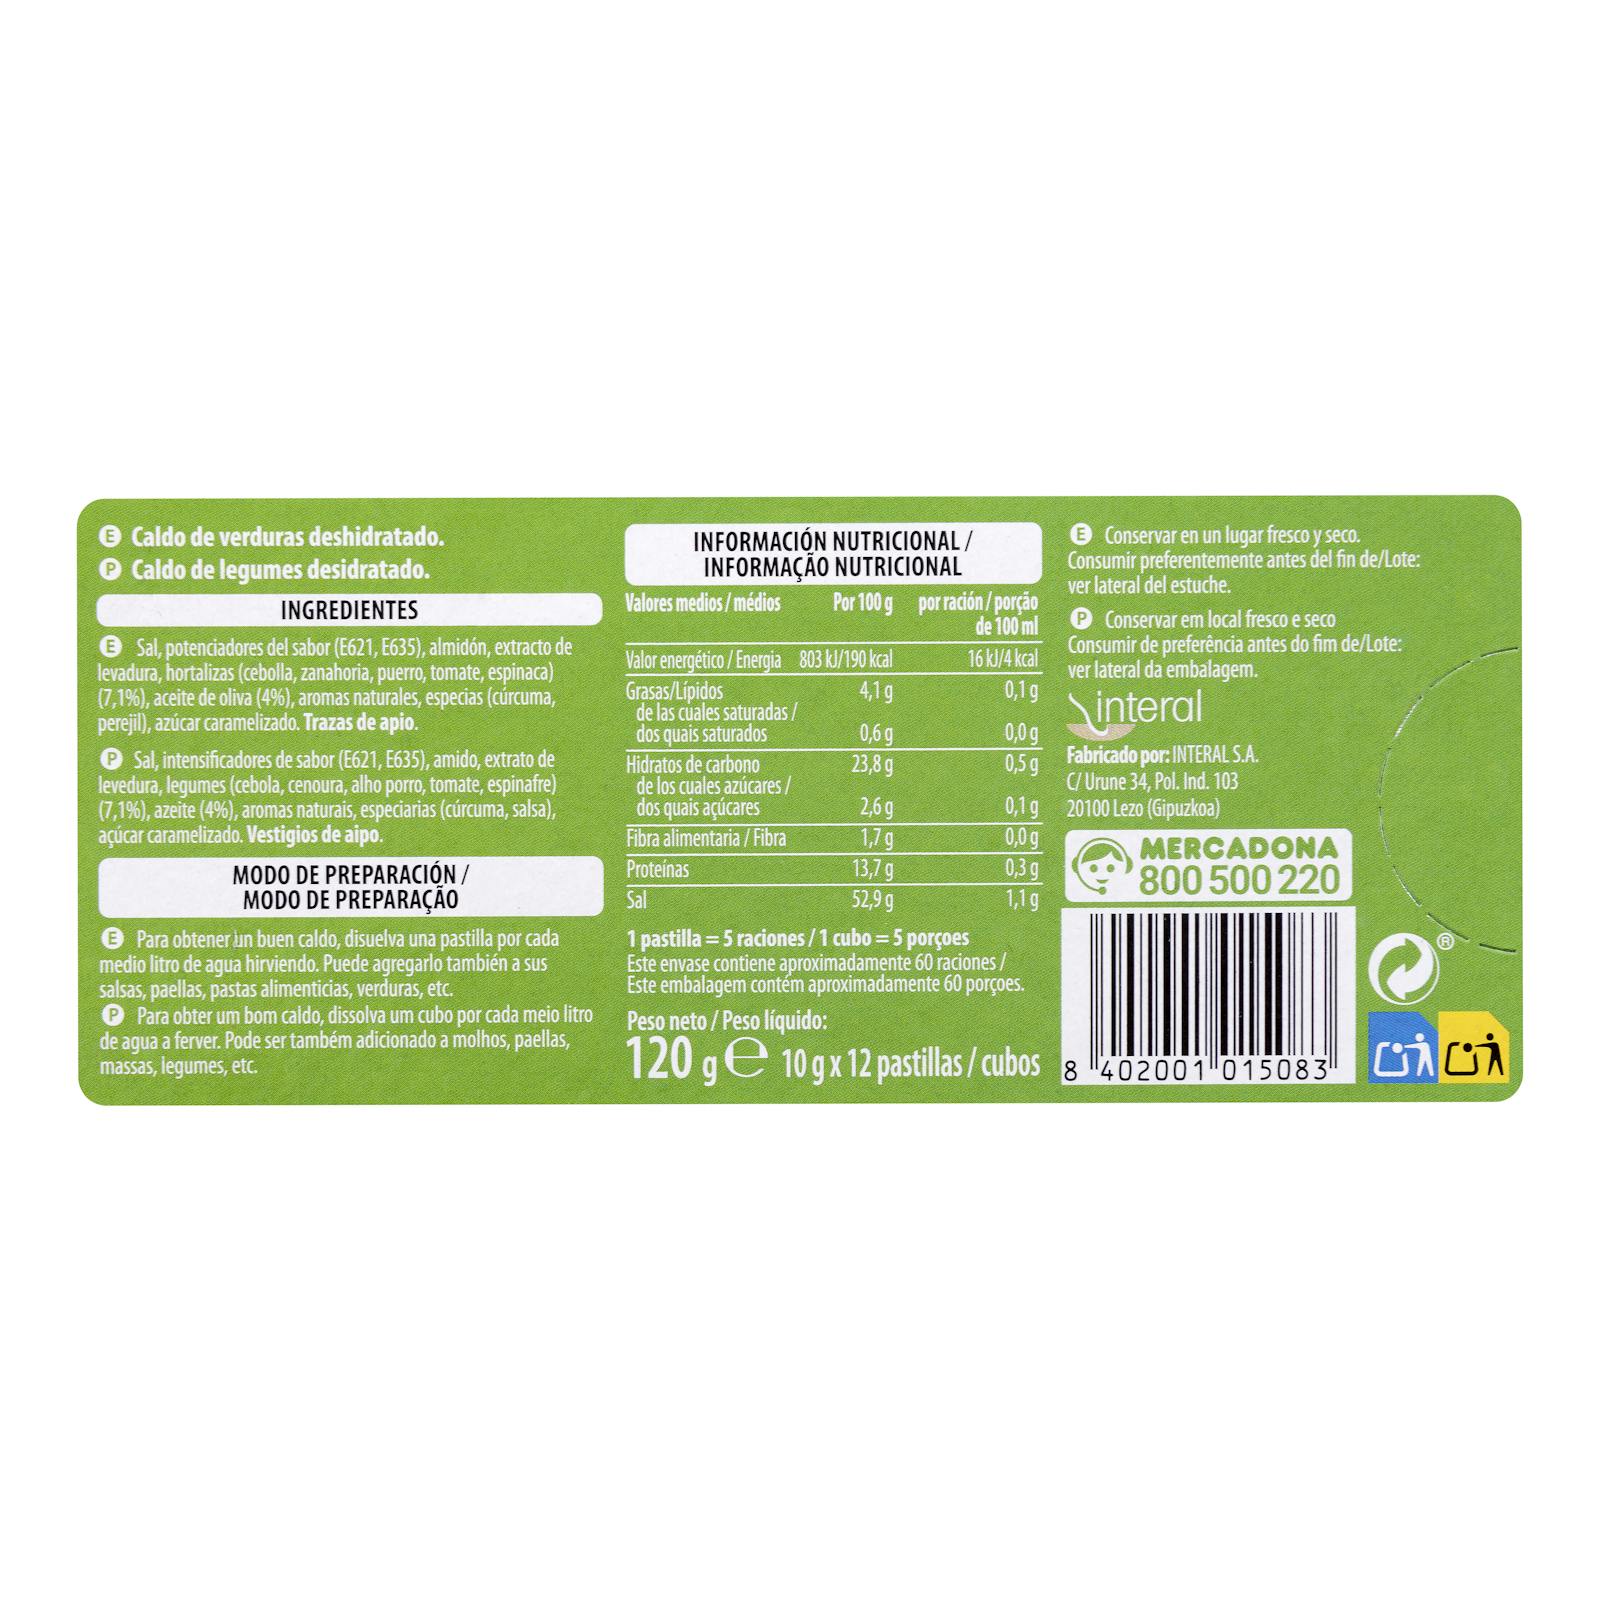 E Caldo de verduras deshidratado.
P Caldo de legumes desidratado.
INGREDIENTES
E Sal, potenciadores del sabor (E621, E635), almidón, extracto de
levadura, hortalizas (cebolla, zanahoria, puerro, tomate, espinaca)
(7,1%), aceite de oliva (4%), aromas naturales, especias (cúrcuma,
perejil), azúcar caramelizado. Trazas de apio.
P Sal, intensificadores de sabor (E621, E635), amido, extrato de
levedura, legumes (cebola, cenoura, alho porro, tomate, espinafre)
(7,1%), azeite (4%), aromas naturais, especiarias (cúrcuma, salsa),
açúcar caramelizado. Vestigios de aipo.
MODO DE PREPARACIÓN /
MODO DE PREPARAÇÃO
E Para obtener un buen caldo, disuelva una pastilla por cada
medio litro de agua hirviendo. Puede agregarlo también a sus
salsas, paellas, pastas alimenticias, verduras, etc.
P Para obter um bom caldo, dissolva um cubo por cada meio litro
de agua a ferver. Pode ser também adicionado a molhos, paellas,
massas, legumes, etc.
INFORMACIÓN NUTRICIONAL /
INFORMAÇÃO NUTRICIONAL
Valores medios / médios Por 100 g por ración / porção
de 100 ml
Valor energético / Energia 803 kJ/190 kcal 16 kJ/4 kcal
Grasas/Lípidos 4,1 g 0,1 g
de las cuales saturadas /
dos quais saturados 0,6 g 0,0 g
Hidratos de carbono 23,8 g 0,5 g
de los cuales azúcares /
dos quais açúcares 2,6 g 0,1 g
Fibra alimentaria / Fibra 1,7 g 0,0 g
Proteínas 13,7 g 0,3 g
Sal 52,9 g 1,1 g
1 pastilla = 5 raciones / 1 cubo = 5 porçoes
Este envase contiene aproximadamente 60 raciones /
Este embalagem contém aproximadamente 60 porçoes.
Peso neto / Peso líquido:
120 g e 10 g x 12 pastillas / cubos
E Conservar en un lugar fresco y seco.
Consumir preferentemente antes del fin de/Lote:
ver lateral del estuche.
P Conservar em local fresco e seco
Consumir de preferência antes do fim de/Lote:
ver lateral da embalagem.
interal
Fabricado por: INTERAL S.A.
C/ Urune 34, Pol. Ind. 103
20100 Lezo (Gipuzkoa)
MERCADONA
800 500 220
8 402001 015083
®